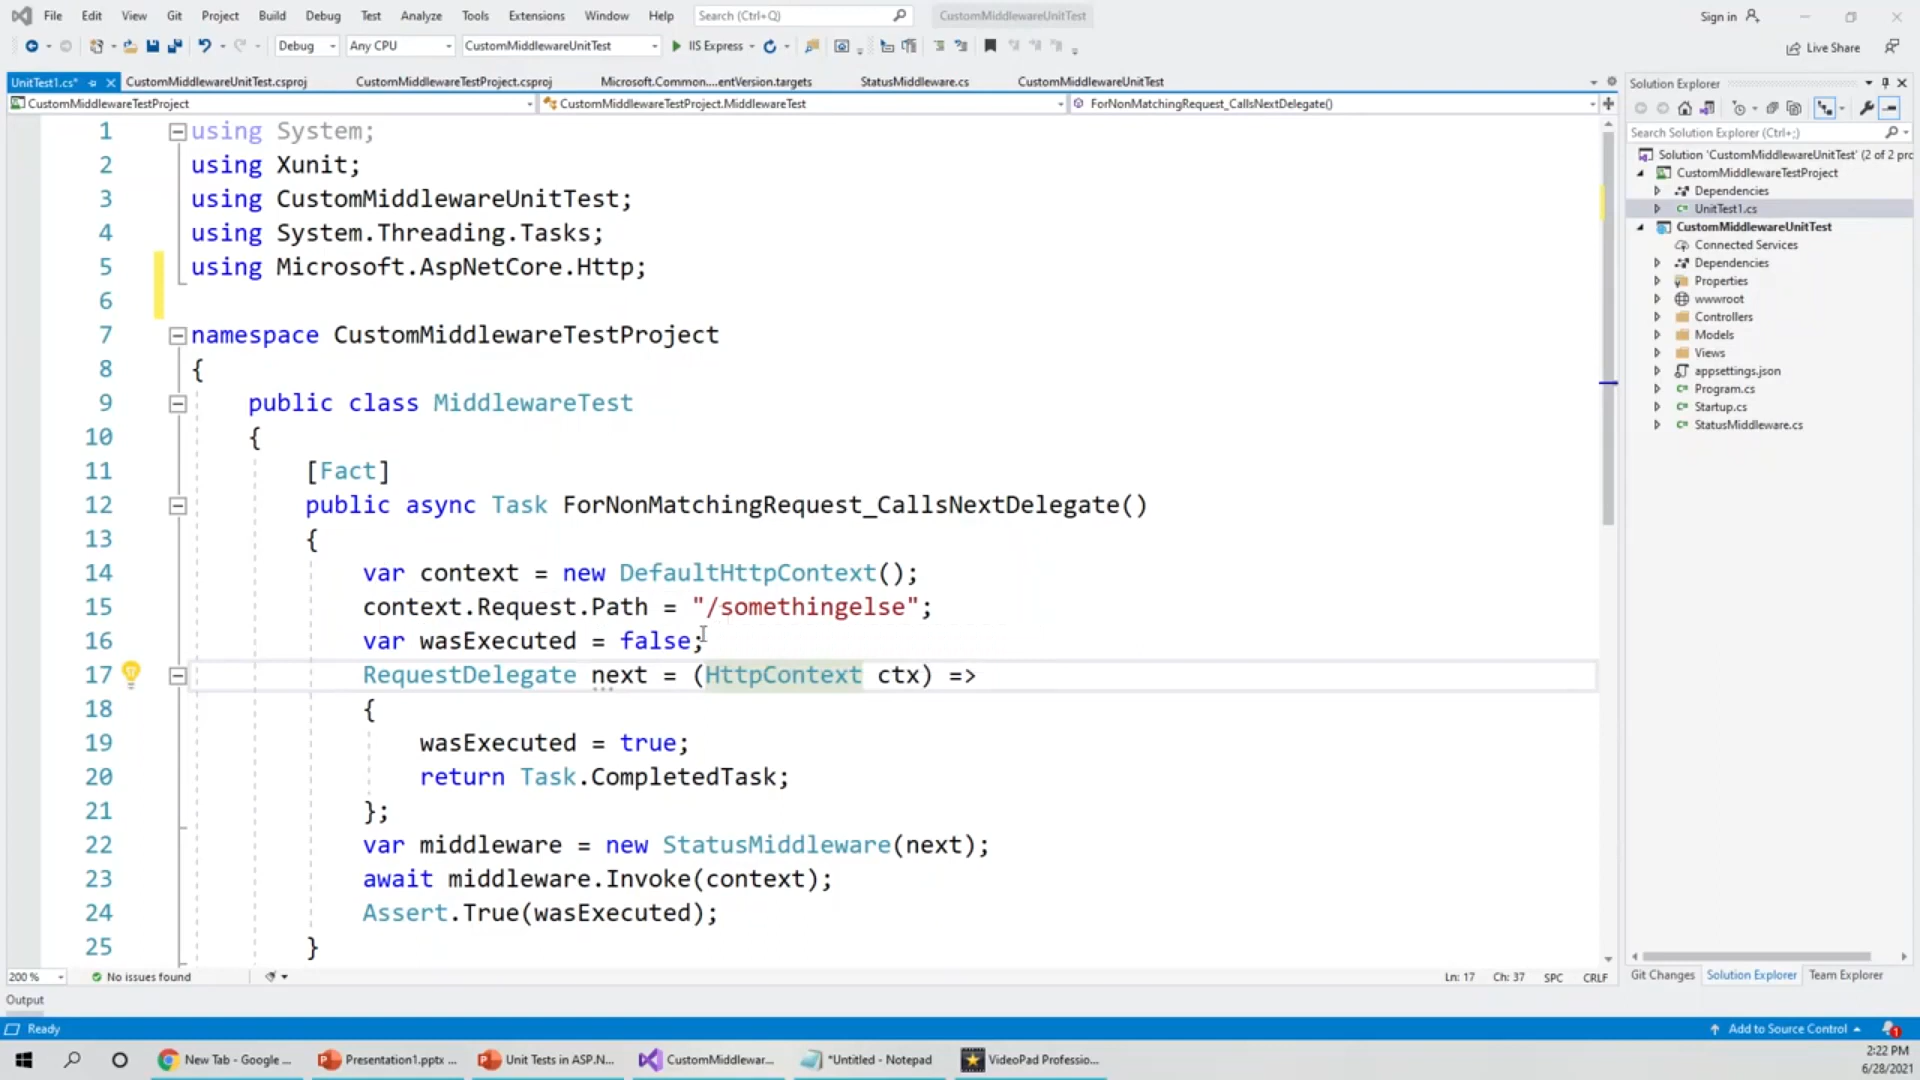 File Edit View Git Project Build Debug Test Analyze Tools Extensions Window Help Search (Ctrl+Q) CustomMiddlewareUnitTest Sign in
Debug Any CPU CustomMiddlewareUnitTest IIS Express Live Share
UnitTest1.cs* CustomMiddlewareUnitTest.csproj CustomMiddlewareTestProject.csproj Microsoft.Common....entVersion.targets StatusMiddleware.cs CustomMiddlewareUnitTest
CustomMiddlewareTestProject CustomMiddlewareTestProject.MiddlewareTest ForNonMatchingRequest_CallsNextDelegate()
1 using System;
2 using Xunit;
3 using CustomMiddlewareUnitTest;
4 using System.Threading.Tasks;
5 using Microsoft.AspNetCore.Http;
6
7 namespace CustomMiddlewareTestProject
8 {
9 public class MiddlewareTest
10 {
11 [Fact]
12 public async Task ForNonMatchingRequest_CallsNextDelegate()
13 {
14 var context = new DefaultHttpContext();
15 context.Request.Path = "/somethingelse";
16 var wasExecuted = false;
17 RequestDelegate next = (HttpContext ctx) =>
18 {
19 wasExecuted = true;
20 return Task.CompletedTask;
21 };
22 var middleware = new StatusMiddleware(next);
23 await middleware.Invoke(context);
24 Assert.True(wasExecuted);
25 }
200 % No issues found Ln: 17 Ch: 37 SPC CRLF
Solution Explorer
Search Solution Explorer (Ctrl+;)
Solution 'CustomMiddlewareUnitTest' (2 of 2 prc
CustomMiddlewareTestProject
Dependencies
UnitTest1.cs
CustomMiddlewareUnitTest
Connected Services
Dependencies
Properties
wwwroot
Controllers
Models
Views
appsettings.json
Program.cs
Startup.cs
StatusMiddleware.cs
Git Changes Solution Explorer Team Explorer
Output
Ready Add to Source Control 1
New Tab - Google ... Presentation1.pptx ... Unit Tests in ASP.N... CustomMiddlewar... *Untitled - Notepad VideoPad Professio...
2:22 PM
6/28/2021